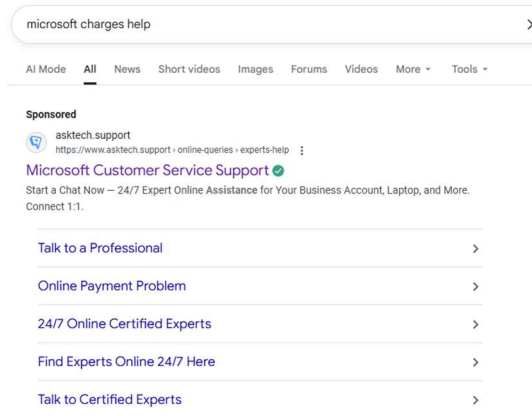 microsoft charges help
AI Mode All News Short videos Images Forums Videos More Tools
Sponsored
asktech.support
https://www.asktech.support › online-queries › experts-help
Microsoft Customer Service Support
Start a Chat Now — 24/7 Expert Online Assistance for Your Business Account, Laptop, and More.
Connect 1:1.
Talk to a Professional
Online Payment Problem
24/7 Online Certified Experts
Find Experts Online 24/7 Here
Talk to Certified Experts